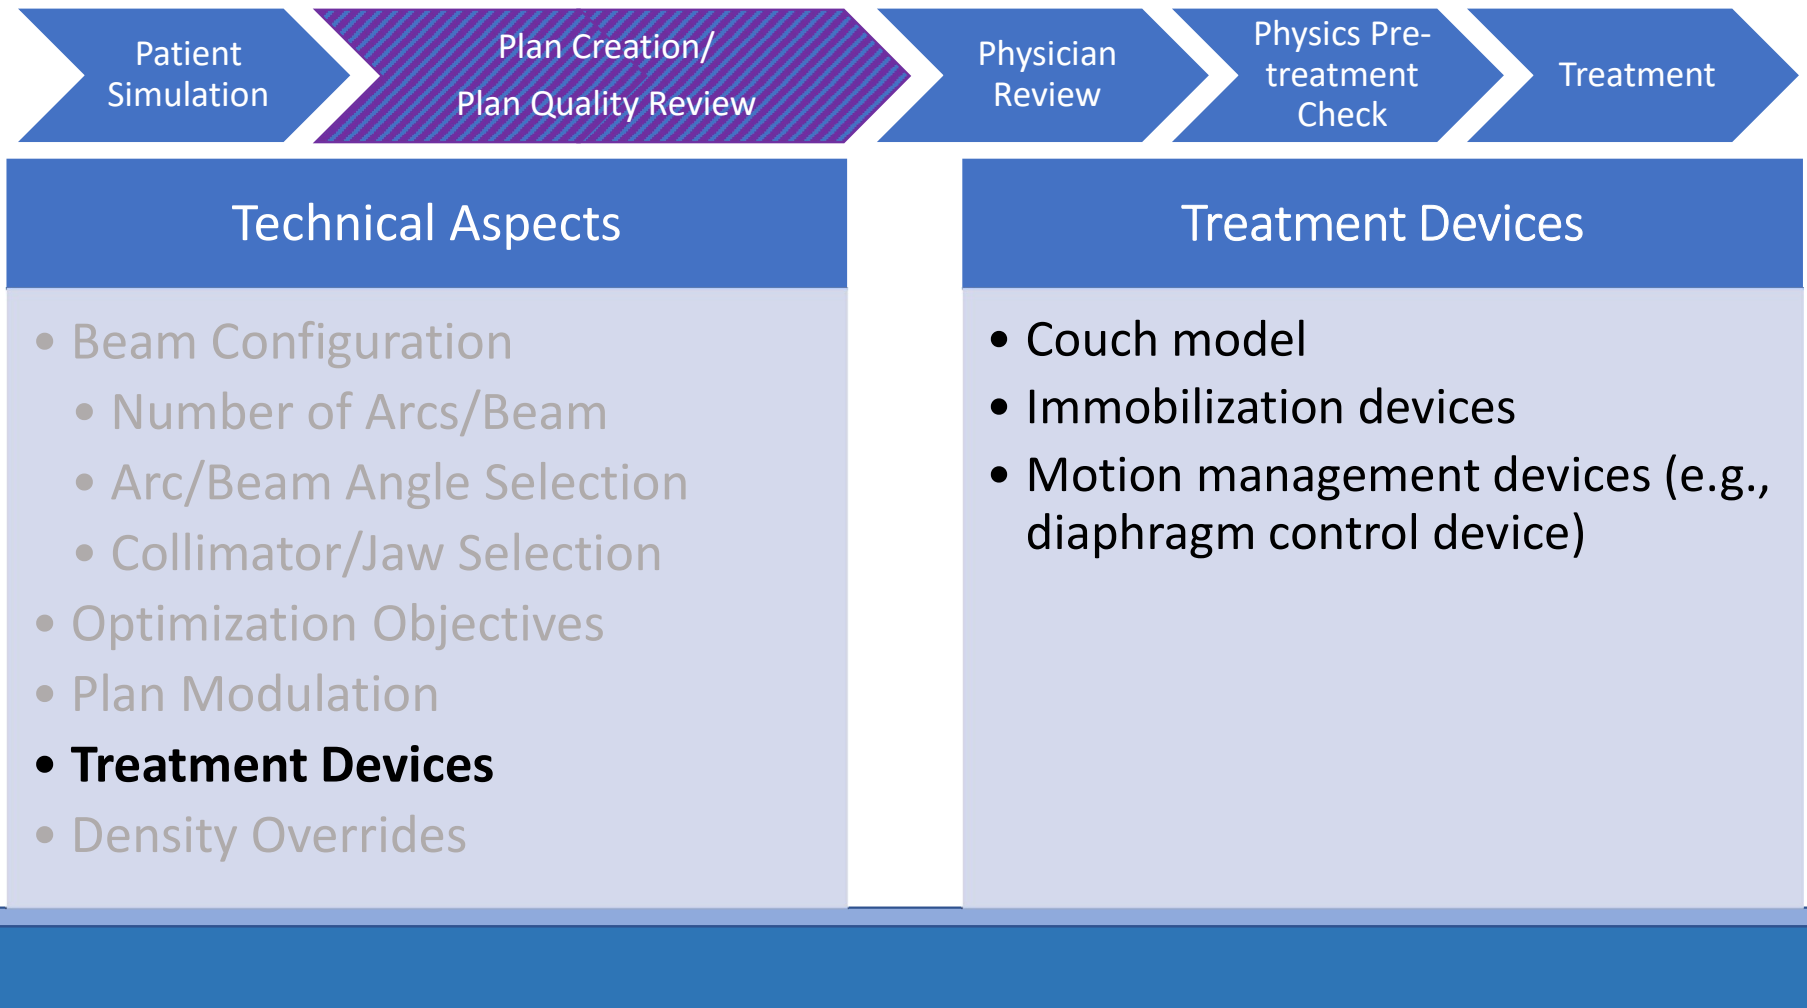 Patient
Simulation
Plan Creation/
Plan Quality Review
Physician
Review
Physics Pre-
treatment
Check
Treatment
Technical Aspects
• Beam Configuration
• Number of Arcs/Beam
• Arc/Beam Angle Selection
• Collimator/Jaw Selection
• Optimization Objectives
• Plan Modulation
• Treatment Devices
• Density Overrides
Treatment Devices
• Couch model
• Immobilization devices
• Motion management devices (e.g.,
diaphragm control device)